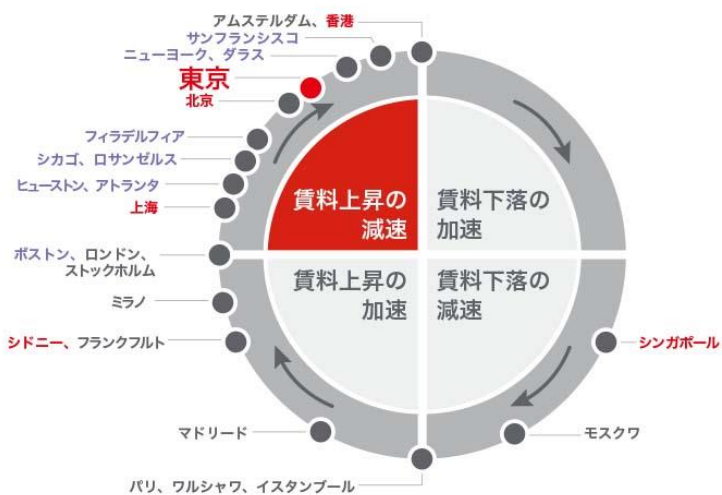 アムステルダム、香港
サンフランシスコ
ニューヨーク、ダラス
東京
北京
フィラデルフィア
シカゴ、ロサンゼルス
ヒューストン、アトランタ
上海
ボストン、ロンドン、
ストックホルム
ミラノ
シドニー、フランクフルト
マドリード
パリ、ワルシャワ、イスタンブール
モスクワ
シンガポール
賃料上昇の
減速
賃料下落の
加速
賃料上昇の
加速
賃料下落の
減速